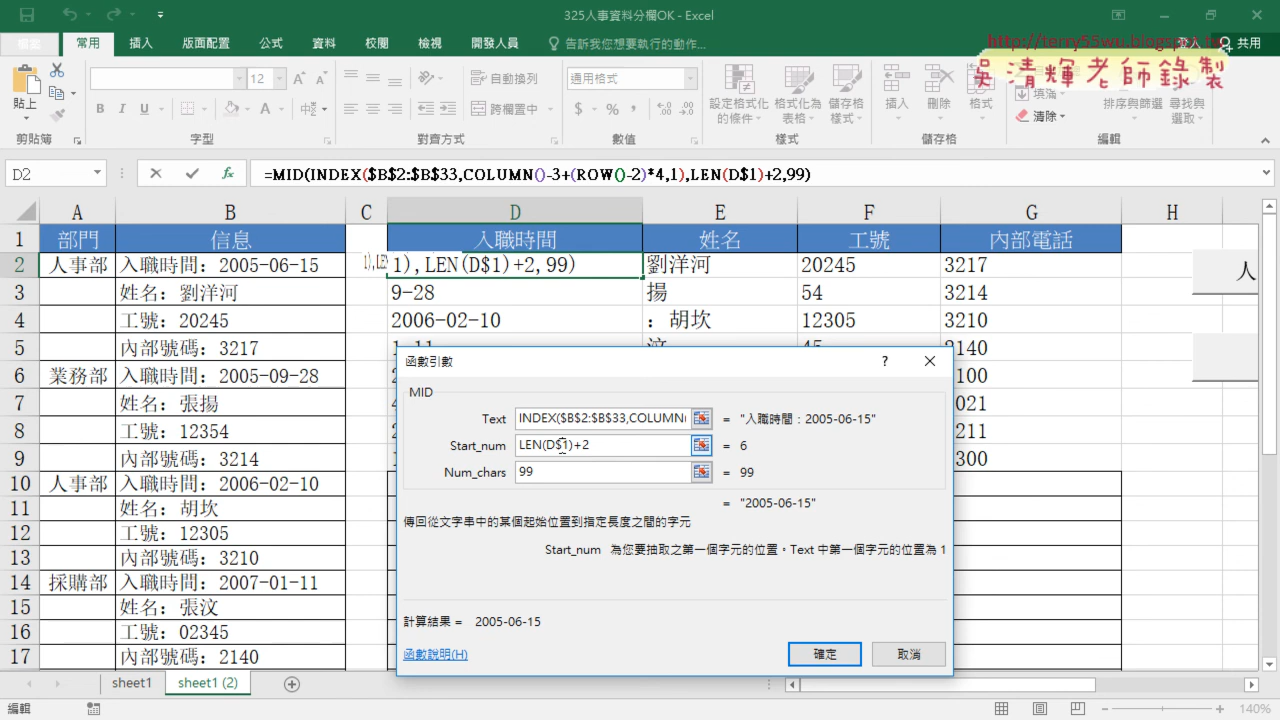 325人事資料分欄OK - Excel
檔案 常用 插入 版面配置 公式 資料 校閱 檢視 開發人員 告訴我您想要執行的動作... 登入 共用
http://terry55wu.blogspot.tw
吳清輝老師錄製
貼上 12 自動換列 通用格式 設定格式化的條件 格式化為表格 儲存格樣式 插入 刪除 格式 填滿 清除 排序與篩選 尋找與選取
跨欄置中
剪貼簿 字型 對齊方式 數值 樣式 儲存格 編輯
D2 =MID(INDEX($B$2:$B$33,COLUMN()-3+(ROW()-2)*4,1),LEN(D$1)+2,99)
A B C D E F G H
1 部門 信息 入職時間 姓名 工號 內部電話
2 人事部 入職時間：2005-06-15 1),LEN(D$1)+2,99) 劉洋河 20245 3217 人
3 姓名：劉洋河 9-28 揚 54 3214
4 工號：20245 2006-02-10 ：胡坎 12305 3210
5 內部號碼：3217 1-11 汶 45 2140
6 業務部 入職時間：2005-09-28 100
7 姓名：張揚 021
8 工號：12354 211
9 內部號碼：3214 300
10 人事部 入職時間：2006-02-10
11 姓名：胡坎
12 工號：12305
13 內部號碼：3210
14 採購部 入職時間：2007-01-11
15 姓名：張汶
16 工號：02345
17 內部號碼：2140
函數引數 ?
MID
Text INDEX($B$2:$B$33,COLUMN( = "入職時間：2005-06-15"
Start_num LEN(D$1)+2 = 6
Num_chars 99 = 99
= "2005-06-15"
傳回從文字串中的某個起始位置到指定長度之間的字元
Start_num 為您要抽取之第一個字元的位置。Text 中第一個字元的位置為 1
計算結果 = 2005-06-15
函數說明(H) 確定 取消
sheet1 sheet1 (2)
編輯 140%